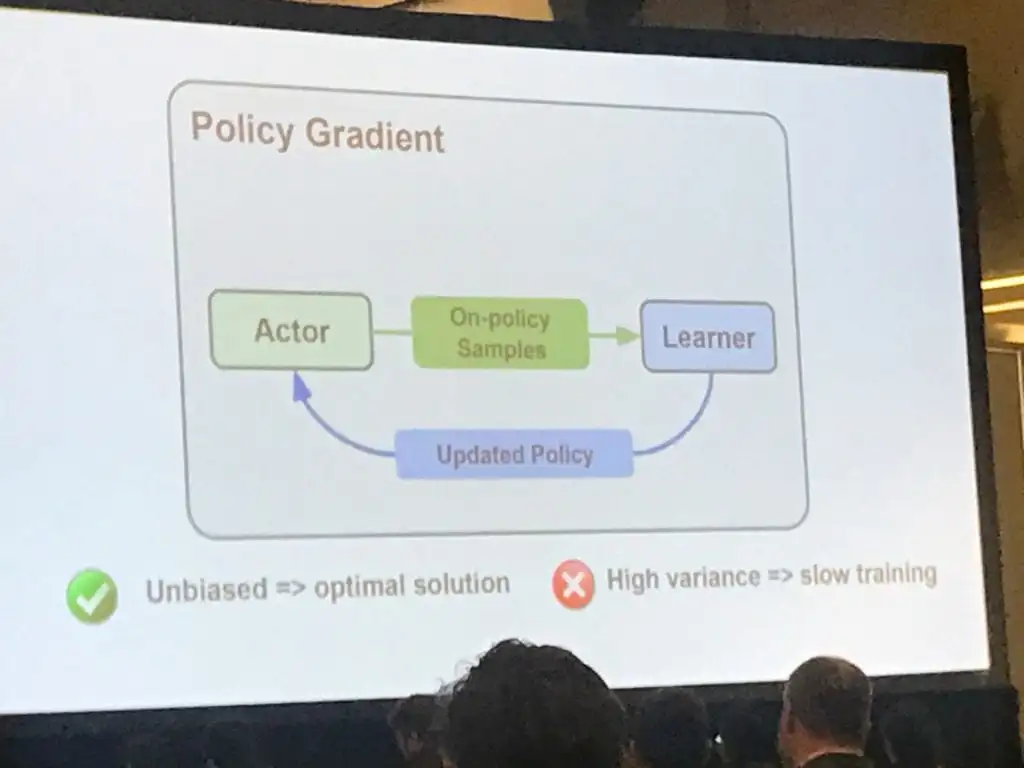 Policy Gradient
Actor
On-policy
Samples
Learner
Updated Policy
Unbiased => optimal solution
High variance => slow training